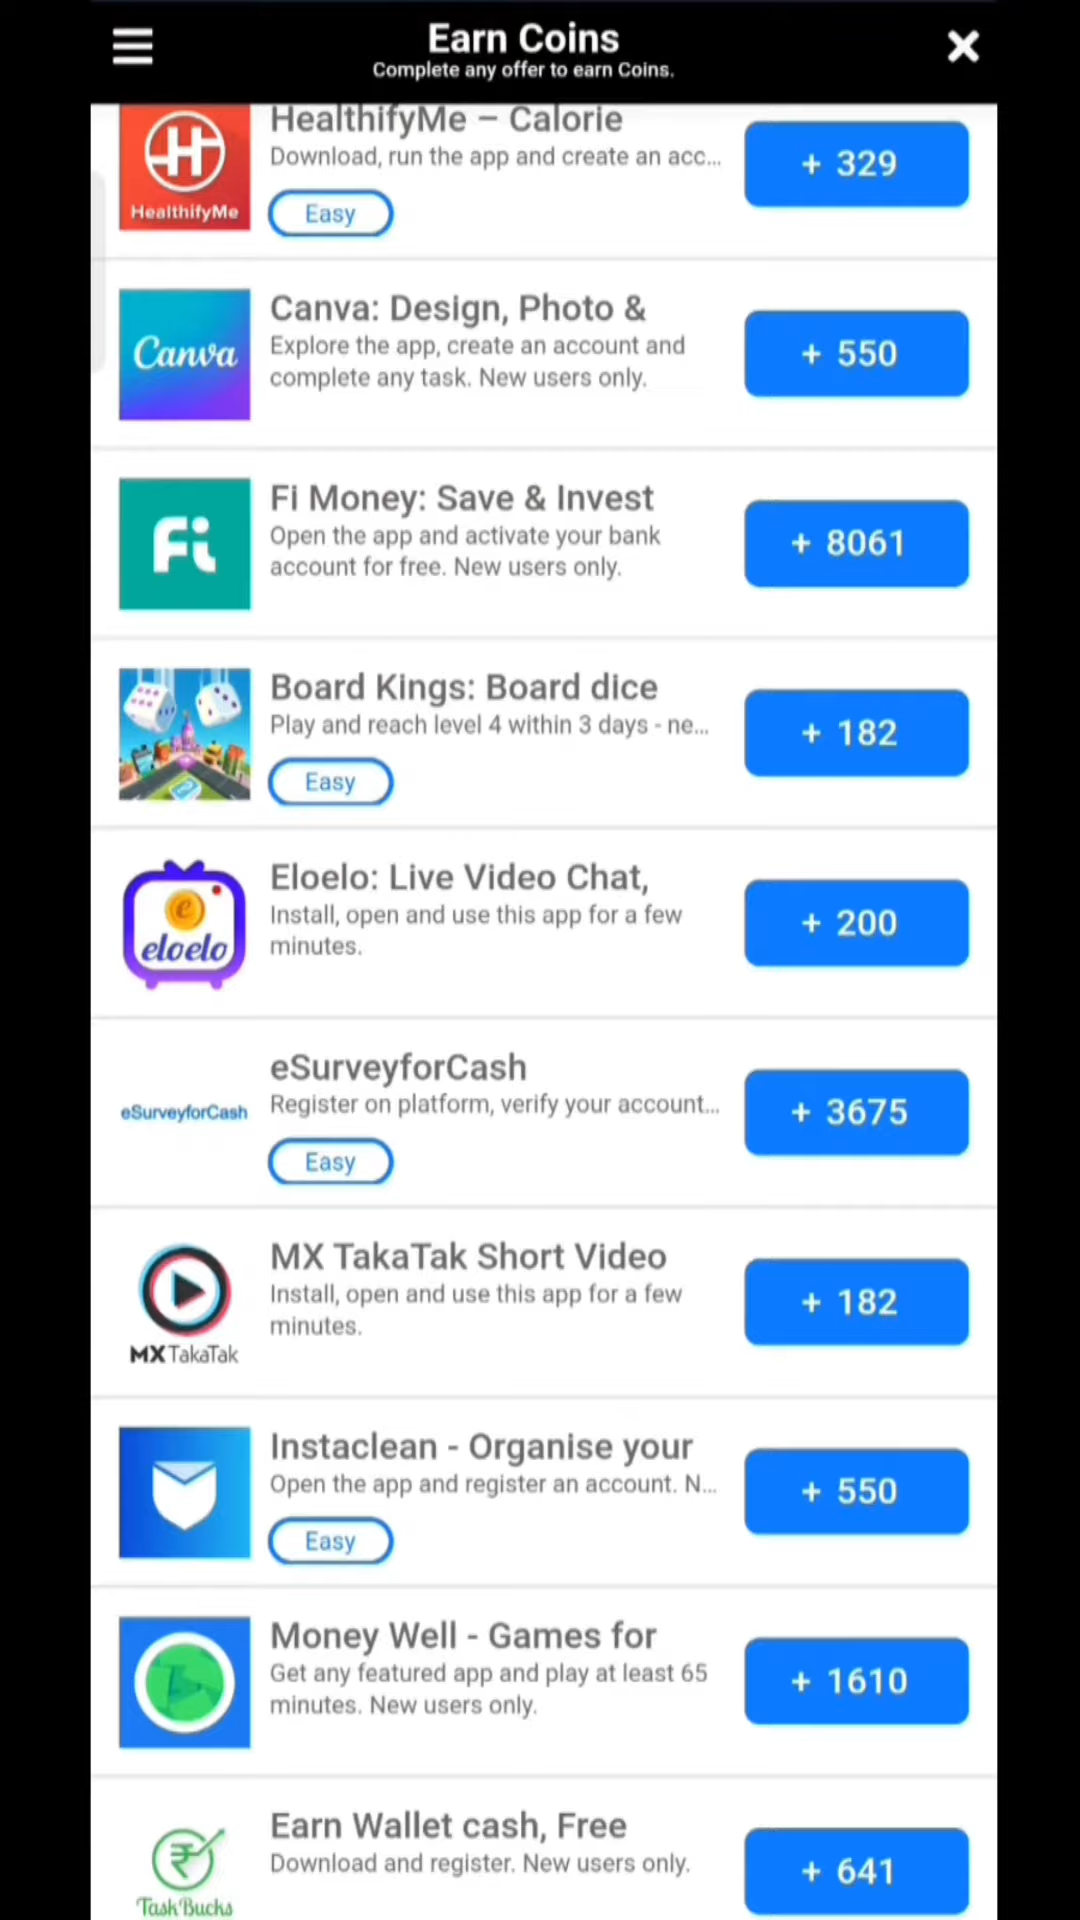 Earn Coins
Complete any offer to earn Coins.
HealthifyMe – Calorie
Download, run the app and create an acc...
+ 329
HealthifyMe
Easy
Canva: Design, Photo &
Canva
Explore the app, create an account and
complete any task. New users only.
+ 550
Fi Money: Save & Invest
Fi
Open the app and activate your bank
account for free. New users only.
+ 8061
Board Kings: Board dice
Play and reach level 4 within 3 days - ne...
+ 182
Easy
Eloelo: Live Video Chat,
e
eloelo
Install, open and use this app for a few
minutes.
+ 200
eSurveyforCash
eSurveyforCash
Register on platform, verify your account...
+ 3675
Easy
MX TakaTak Short Video
Install, open and use this app for a few
minutes.
+ 182
MX TakaTak
Instaclean - Organise your
Open the app and register an account. N...
+ 550
Easy
Money Well - Games for
Get any featured app and play at least 65
minutes. New users only.
+ 1610
Earn Wallet cash, Free
Download and register. New users only.
+ 641
₹
TaskBucks